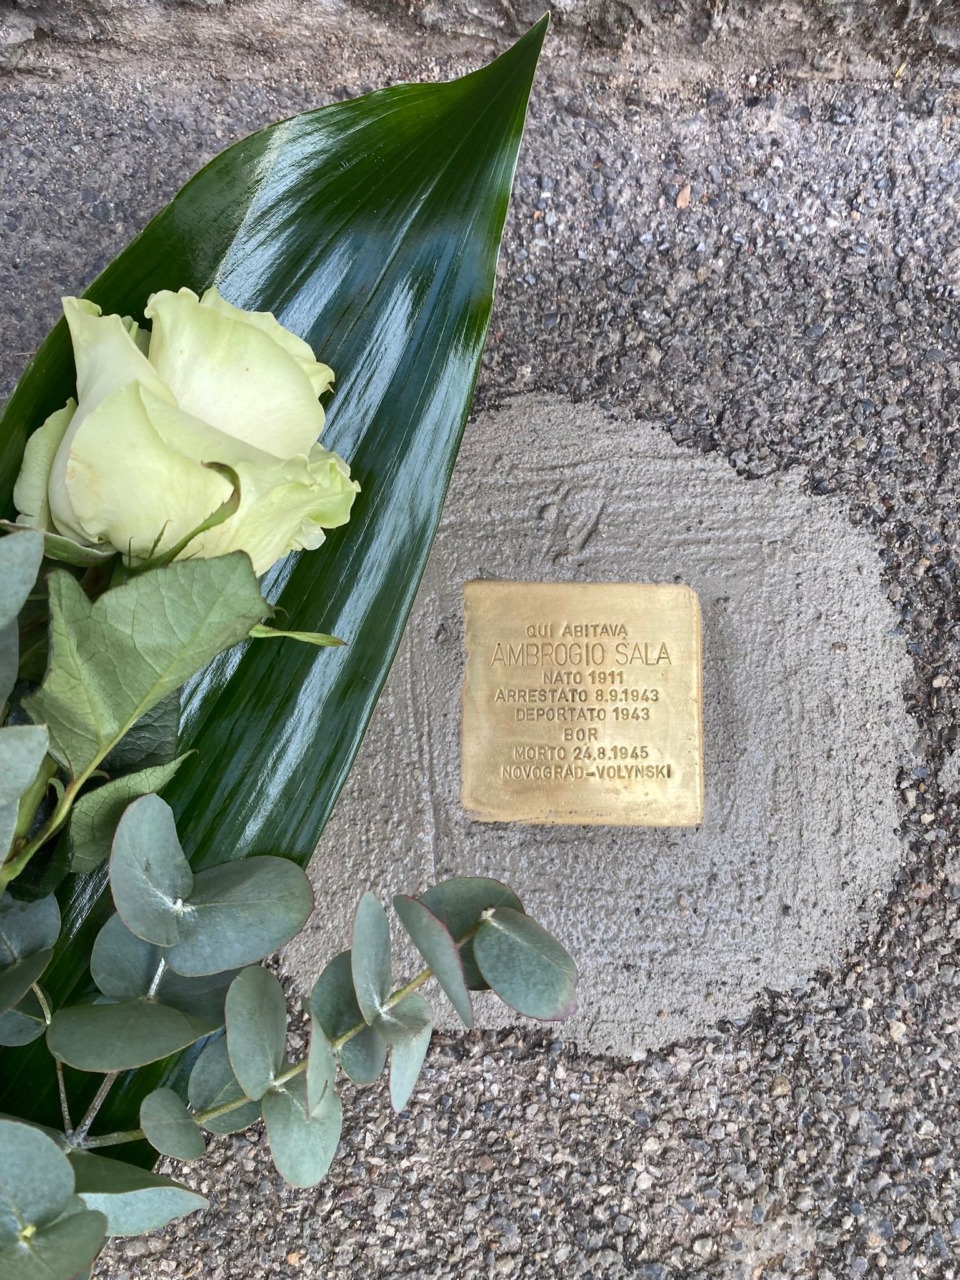 QUI ABITAVA
AMBROGIO SALA
NATO 1911
ARRESTATO 8.9.1943
DEPORTATO 1943
BOR
MORTO 24.8.1945
NOVOGRAD-VOLYNSKI